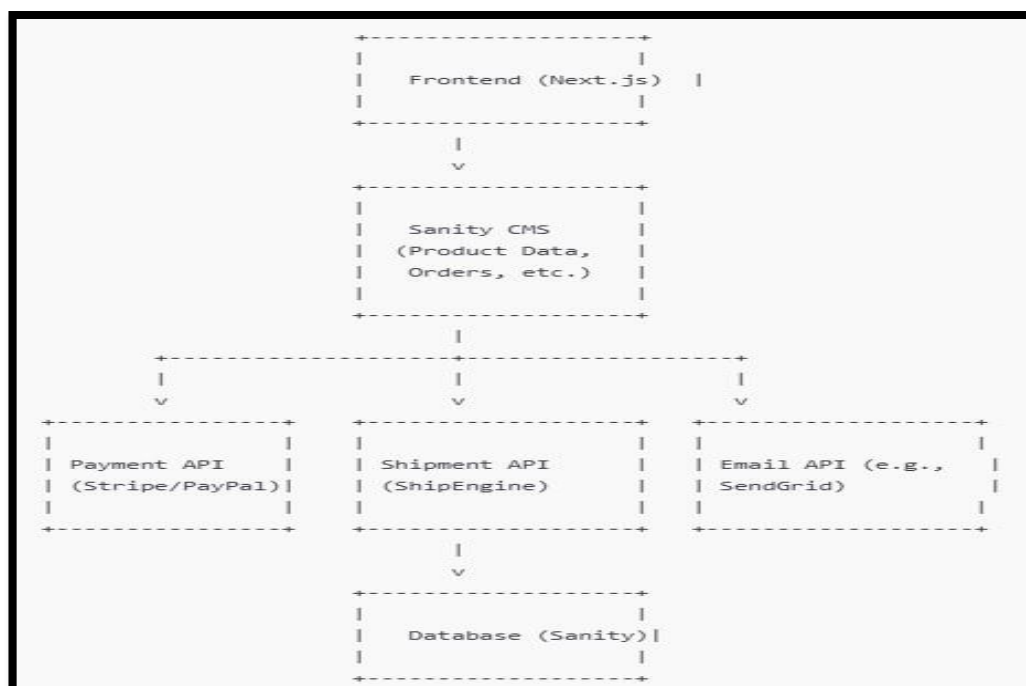 Frontend (Next.js)
Sanity CMS
(Product Data,
Orders, etc.)
Payment API
(Stripe/PayPal)
Shipment API
(ShipEngine)
Email API (e.g.,
SendGrid)
Database (Sanity)